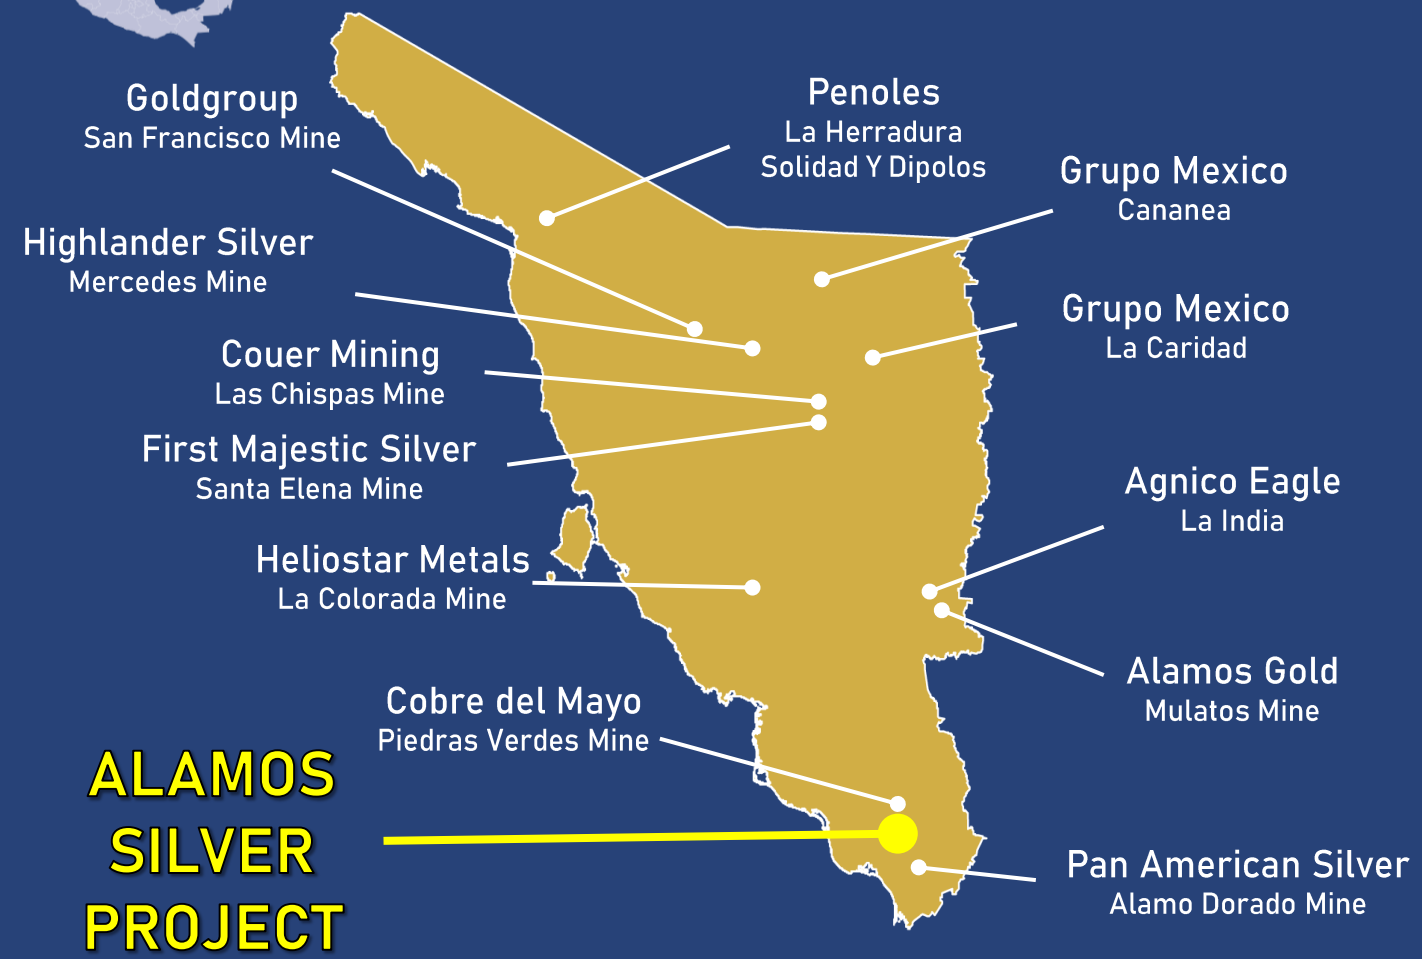 Goldgroup
San Francisco Mine
Penoles
La Herradura
Solidad Y Dipolos
Grupo Mexico
Cananea
Highlander Silver
Mercedes Mine
Grupo Mexico
La Caridad
Couer Mining
Las Chispas Mine
First Majestic Silver
Santa Elena Mine
Agnico Eagle
La India
Heliostar Metals
La Colorada Mine
Alamos Gold
Mulatos Mine
Cobre del Mayo
Piedras Verdes Mine
ALAMOS
SILVER
PROJECT
Pan American Silver
Alamo Dorado Mine